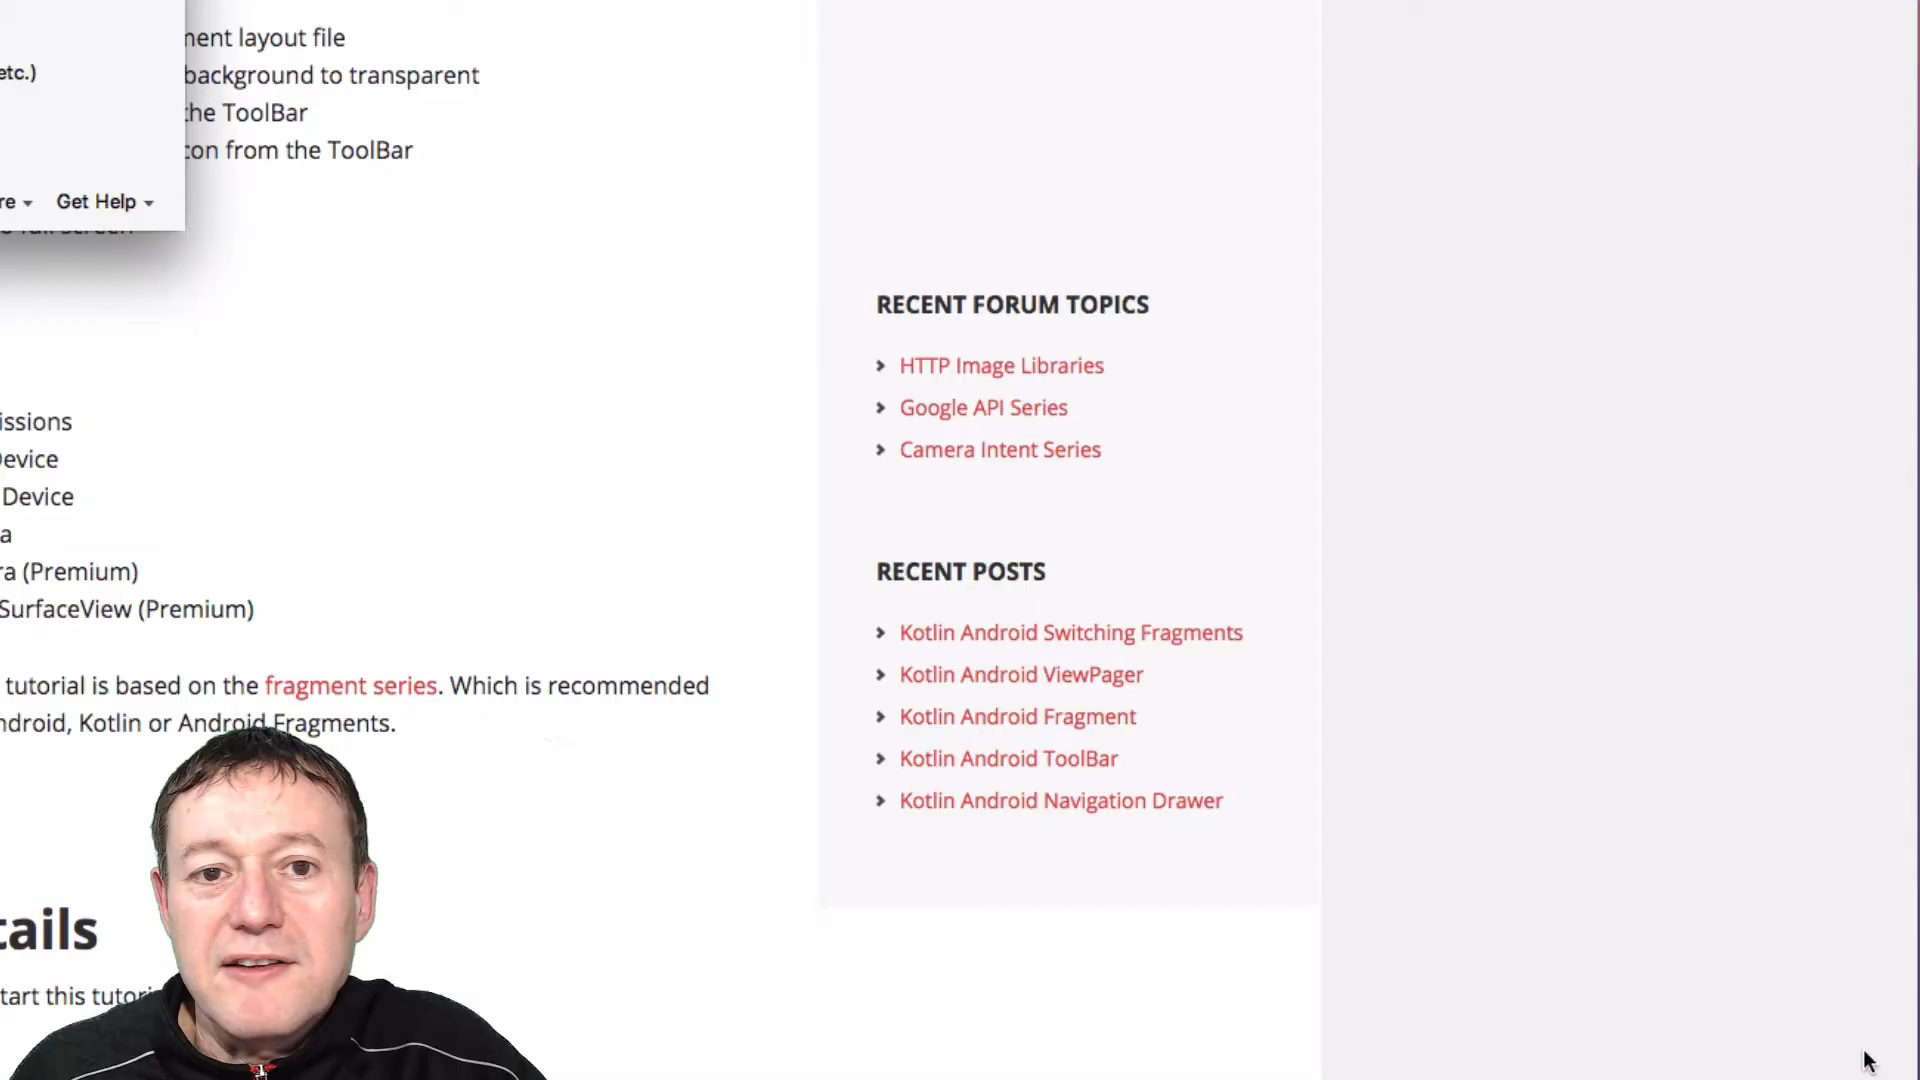 ment layout file
etc.)
background to transparent
the ToolBar
con from the ToolBar
re
Get Help
RECENT FORUM TOPICS
HTTP Image Libraries
Google API Series
Camera Intent Series
issions
Device
Device
a
ra (Premium)
SurfaceView (Premium)
RECENT POSTS
Kotlin Android Switching Fragments
Kotlin Android ViewPager
Kotlin Android Fragment
Kotlin Android ToolBar
Kotlin Android Navigation Drawer
tutorial is based on the fragment series. Which is recommended
ndroid, Kotlin or Android Fragments.
tails
tart this tutori